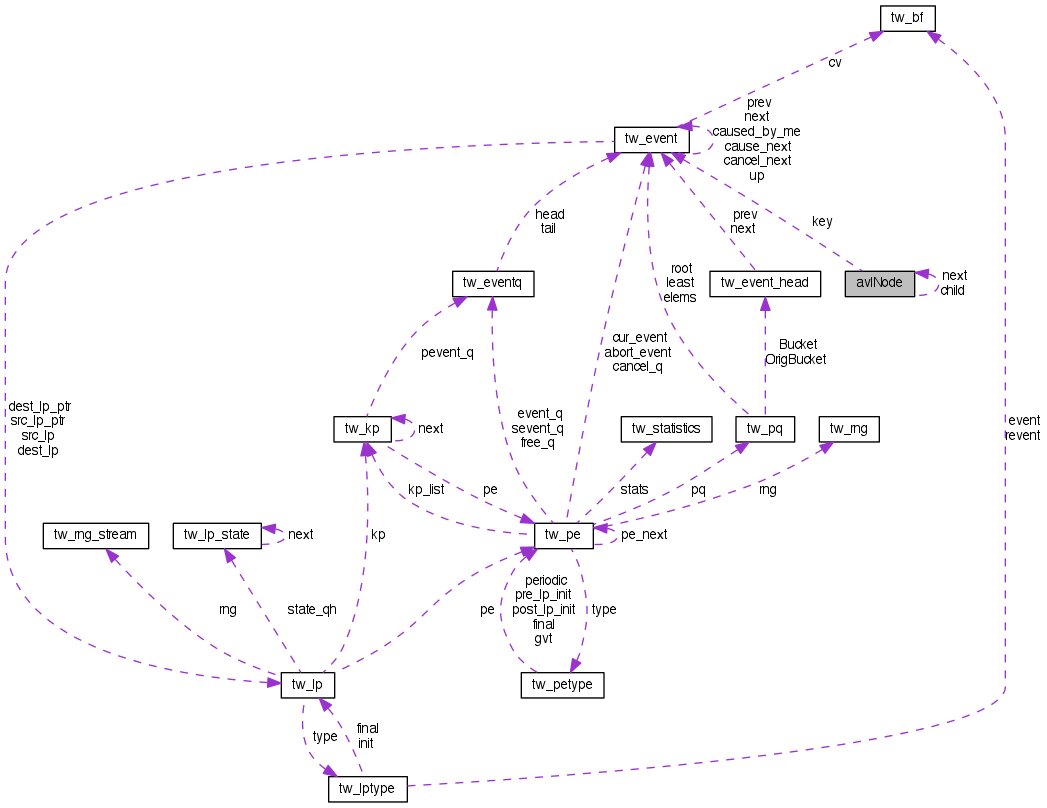 tw_bf
cv
prev
next
caused_by_me
cause_next
cancel_next
up
tw_event
key
head
tail
prev
next
root
least
elems
tw_eventq
tw_event_head
avlNode
next
child
cur_event
abort_event
cancel_q
Bucket
OrigBucket
pevent_q
dest_lp_ptr
src_lp_ptr
src_lp
dest_lp
event_q
sevent_q
free_q
event
revent
tw_kp
next
tw_statistics
tw_pq
tw_rng
kp_list
pe
stats
pq
rng
tw_rng_stream
tw_lp_state
next
kp
tw_pe
pe_next
rng
state_qh
pe
periodic
pre_lp_init
post_lp_init
final
gvt
type
tw_lp
tw_petype
type
final
init
tw_lptype